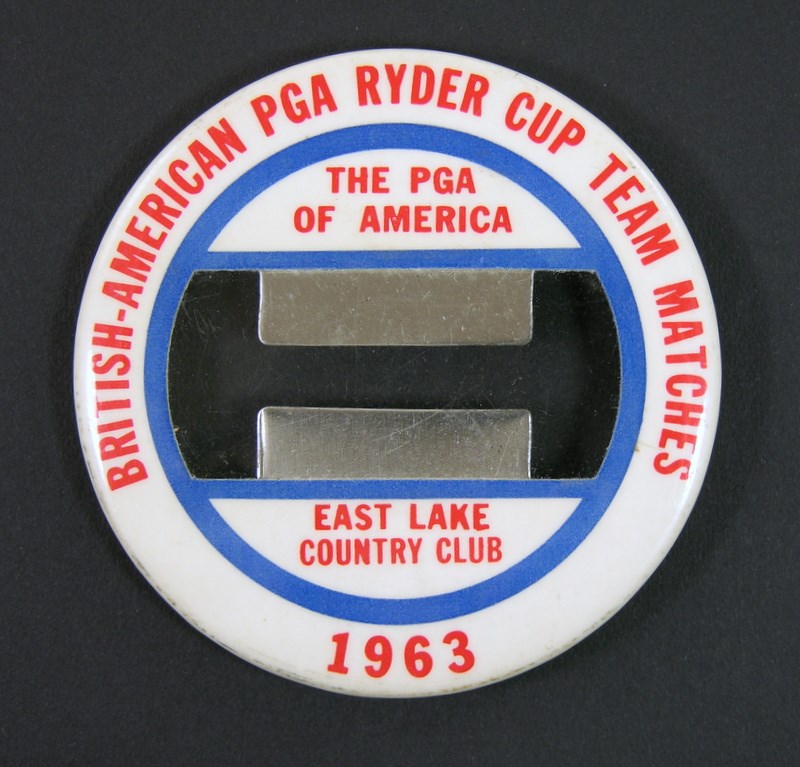 BRITISH-AMERICAN PGA RYDER CUP TEAM MATCHES
THE PGA
OF AMERICA
EAST LAKE
COUNTRY CLUB
1963